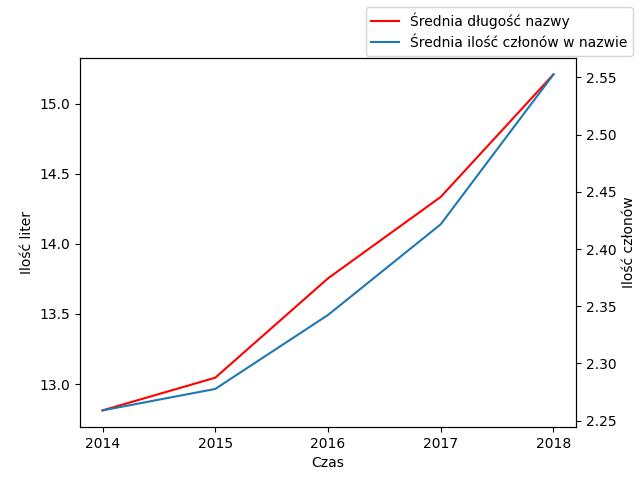 Średnia długość nazwy
Średnia ilość członów w nazwie
15.0
14.5
14.0
13.5
13.0
Ilość liter
2.55
2.50
2.45
2.40
2.35
2.30
2.25
Ilość członów
2014 2015 2016 2017 2018
Czas